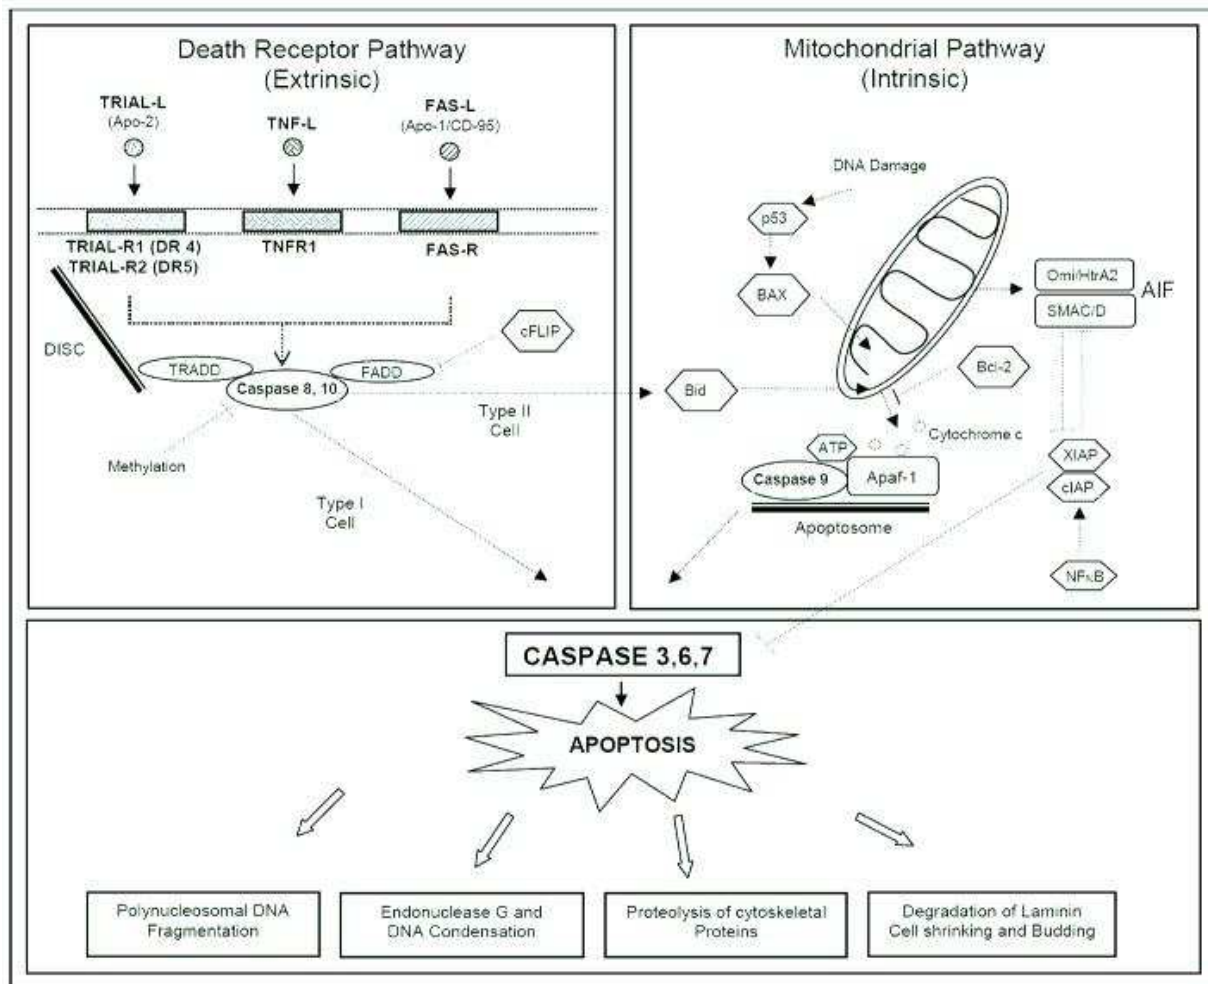 Death Receptor Pathway
(Extrinsic)
TRIAL-L
(Apo-2)
TNF-L
FAS-L
(Apo-1/CD-95)
TRIAL-R1 (DR 4)
TRIAL-R2 (DR5)
TNFR1
FAS-R
DISC
TRADD
FADD
cFLIP
Caspase 8, 10
Methylation
Type II
Cell
Type I
Cell
Mitochondrial Pathway
(Intrinsic)
DNA Damage
p53
BAX
Omi/HtrA2
SMAC/D
AIF
Bid
Bcl-2
Cytochrome c
ATP
Caspase 9
Apaf-1
Apoptosome
XIAP
cIAP
NFκB
CASPASE 3,6,7
APOPTOSIS
Polynucleosomal DNA
Fragmentation
Endonuclease G and
DNA Condensation
Proteolysis of cytoskeletal
Proteins
Degradation of Laminin
Cell shrinking and Budding